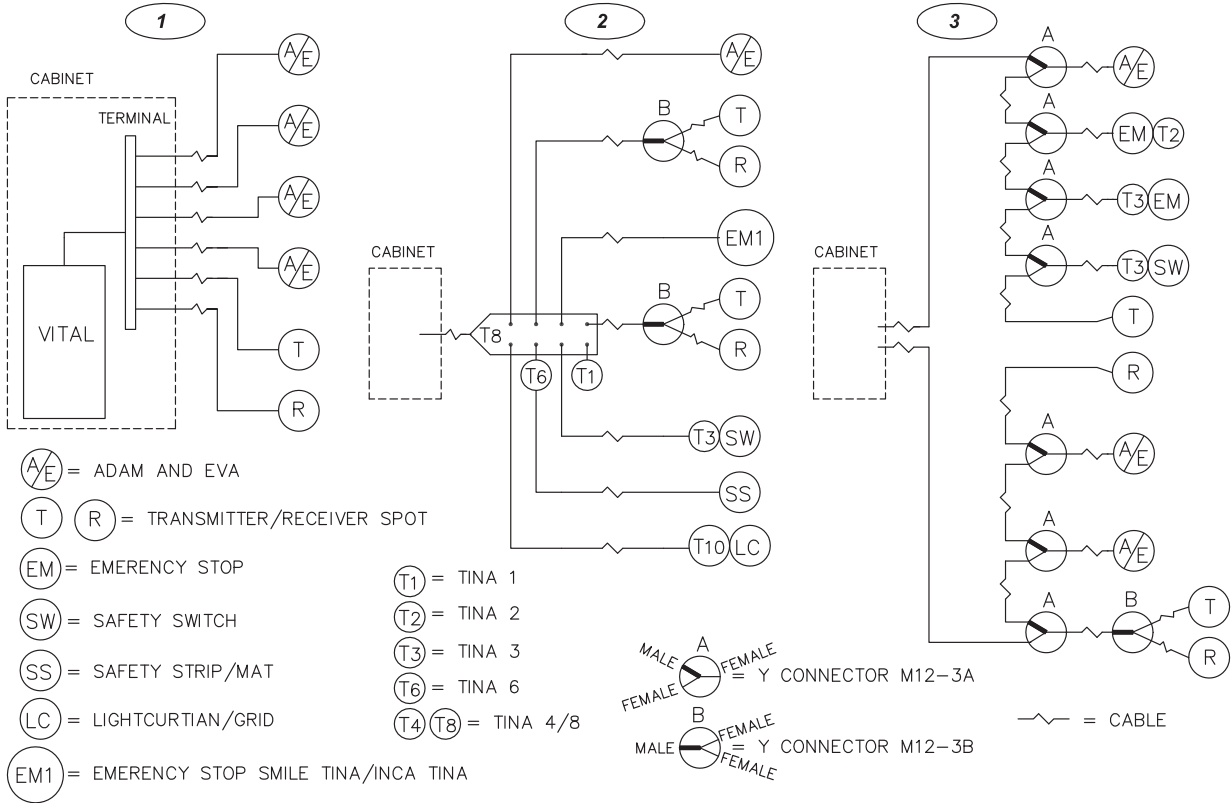 1
CABINET
TERMINAL
VITAL
A/E
A/E
A/E
A/E
T
R
2
CABINET
T8
A/E
B
T
R
EM1
B
T
R
T6
T1
T3 SW
SS
T10 LC
3
CABINET
A
A/E
A
EM T2
A
T3 EM
A
T3 SW
T
R
A
A/E
A
A/E
A
B
T
R
A/E = ADAM AND EVA
T R = TRANSMITTER/RECEIVER SPOT
EM = EMERENCY STOP
SW = SAFETY SWITCH
SS = SAFETY STRIP/MAT
LC = LIGHTCURTIAN/GRID
EM1 = EMERENCY STOP SMILE TINA/INCA TINA
T1 = TINA 1
T2 = TINA 2
T3 = TINA 3
T6 = TINA 6
T4 T8 = TINA 4/8
A
MALE
FEMALE
FEMALE
= Y CONNECTOR M12-3A
B
MALE
FEMALE
FEMALE
= Y CONNECTOR M12-3B
= CABLE